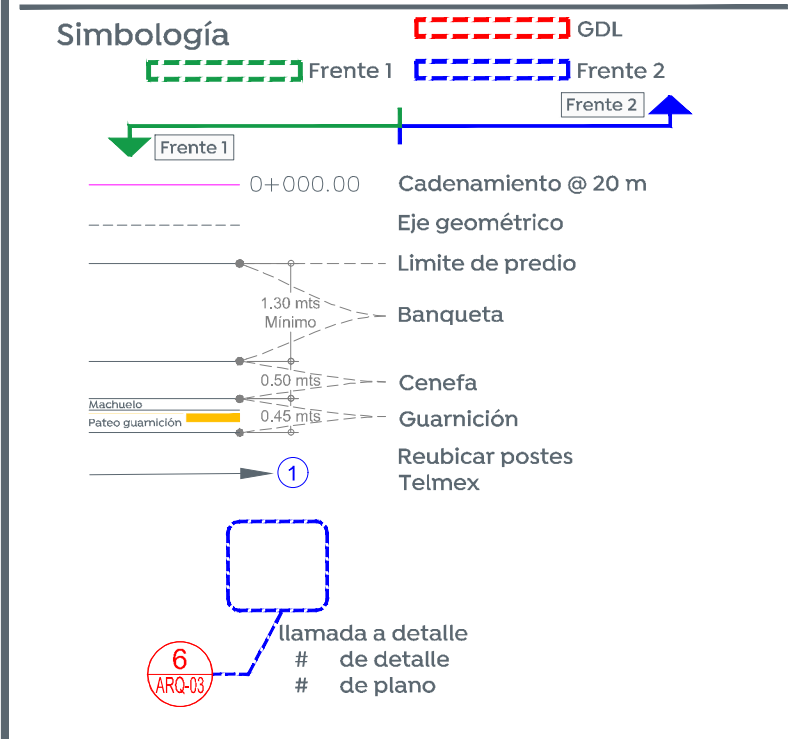 Simbología
GDL
Frente 1
Frente 2
Frente 2
Frente 1
0+000.00
Cadenamiento @ 20 m
Eje geométrico
Limite de predio
1.30 mts
Mínimo
Banqueta
0.50 mts
Cenefa
Machuelo
Pateo guarnición
0.45 mts
Guarnición
Reubicar postes
Telmex
1
llamada a detalle
# de detalle
# de plano
6
ARQ-03